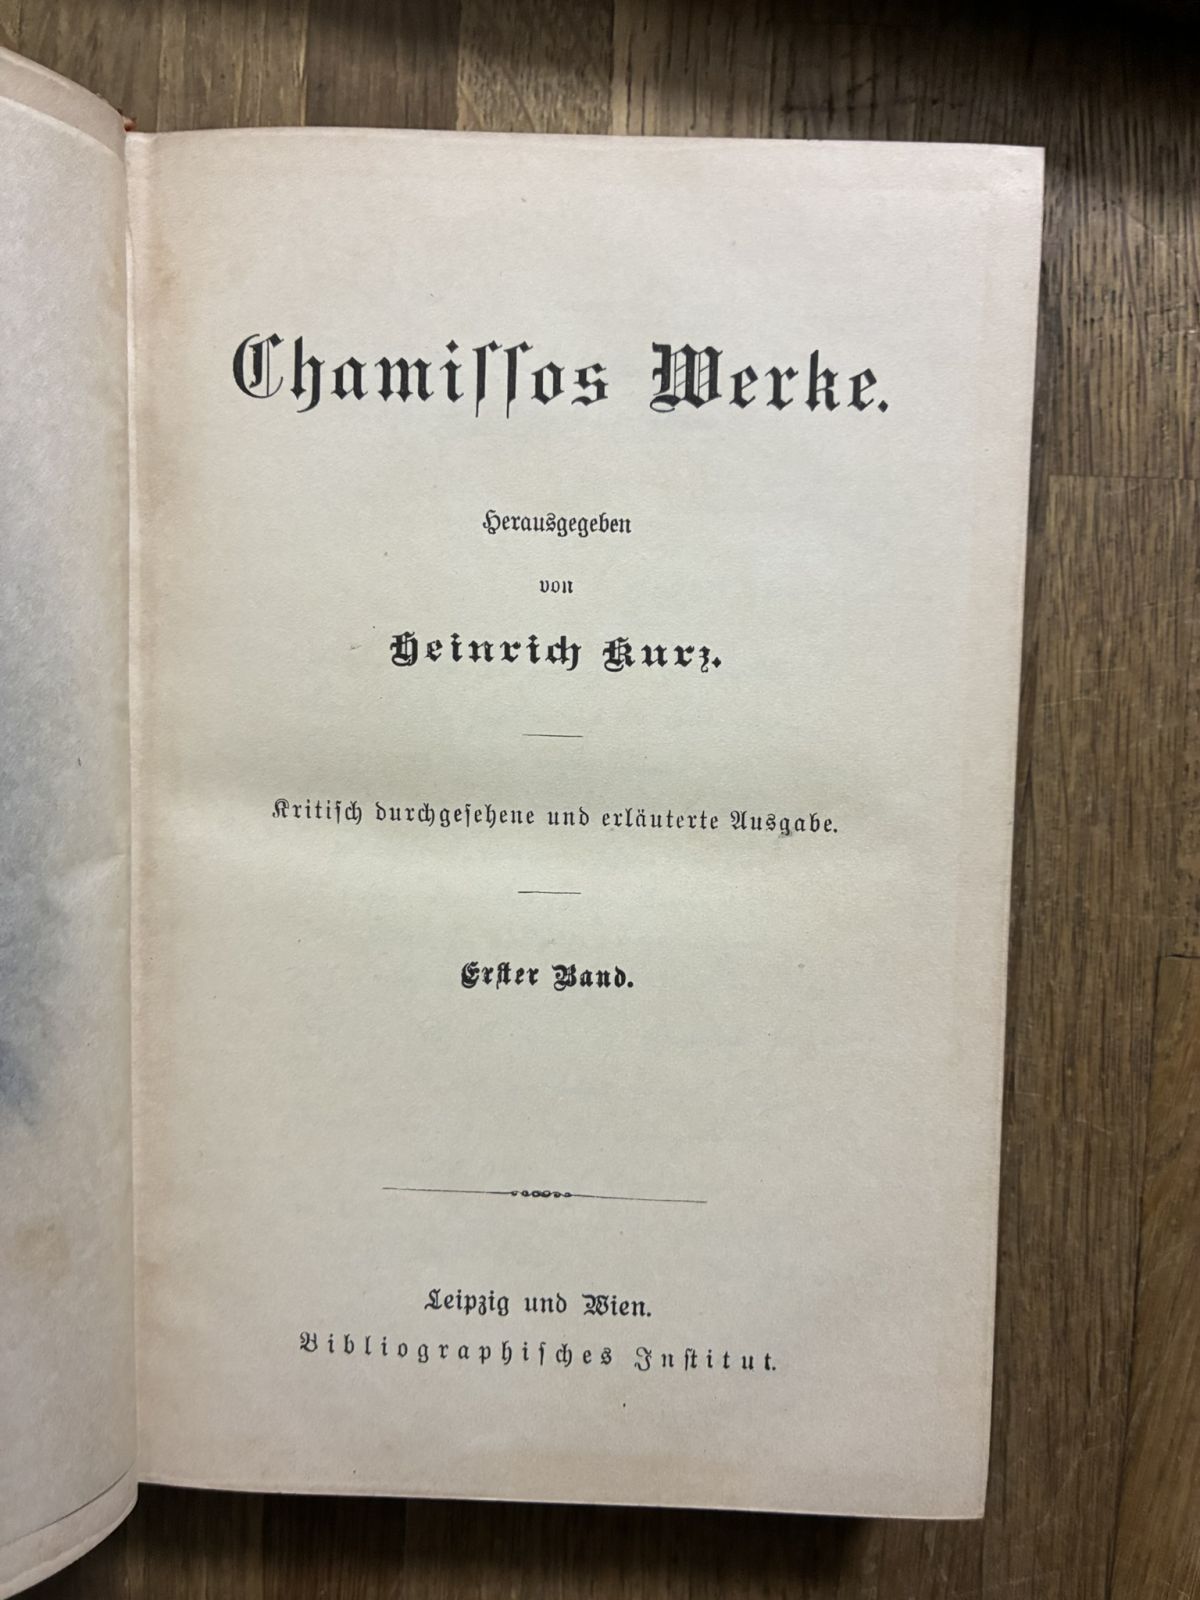 Chamiſſos Werke.
Herausgegeben
von
Heinrich Kurz.
Kritiſch durchgeſehene und erläuterte Ausgabe.
Erſter Band.
Leipzig und Wien.
Bibliographiſches Inſtitut.